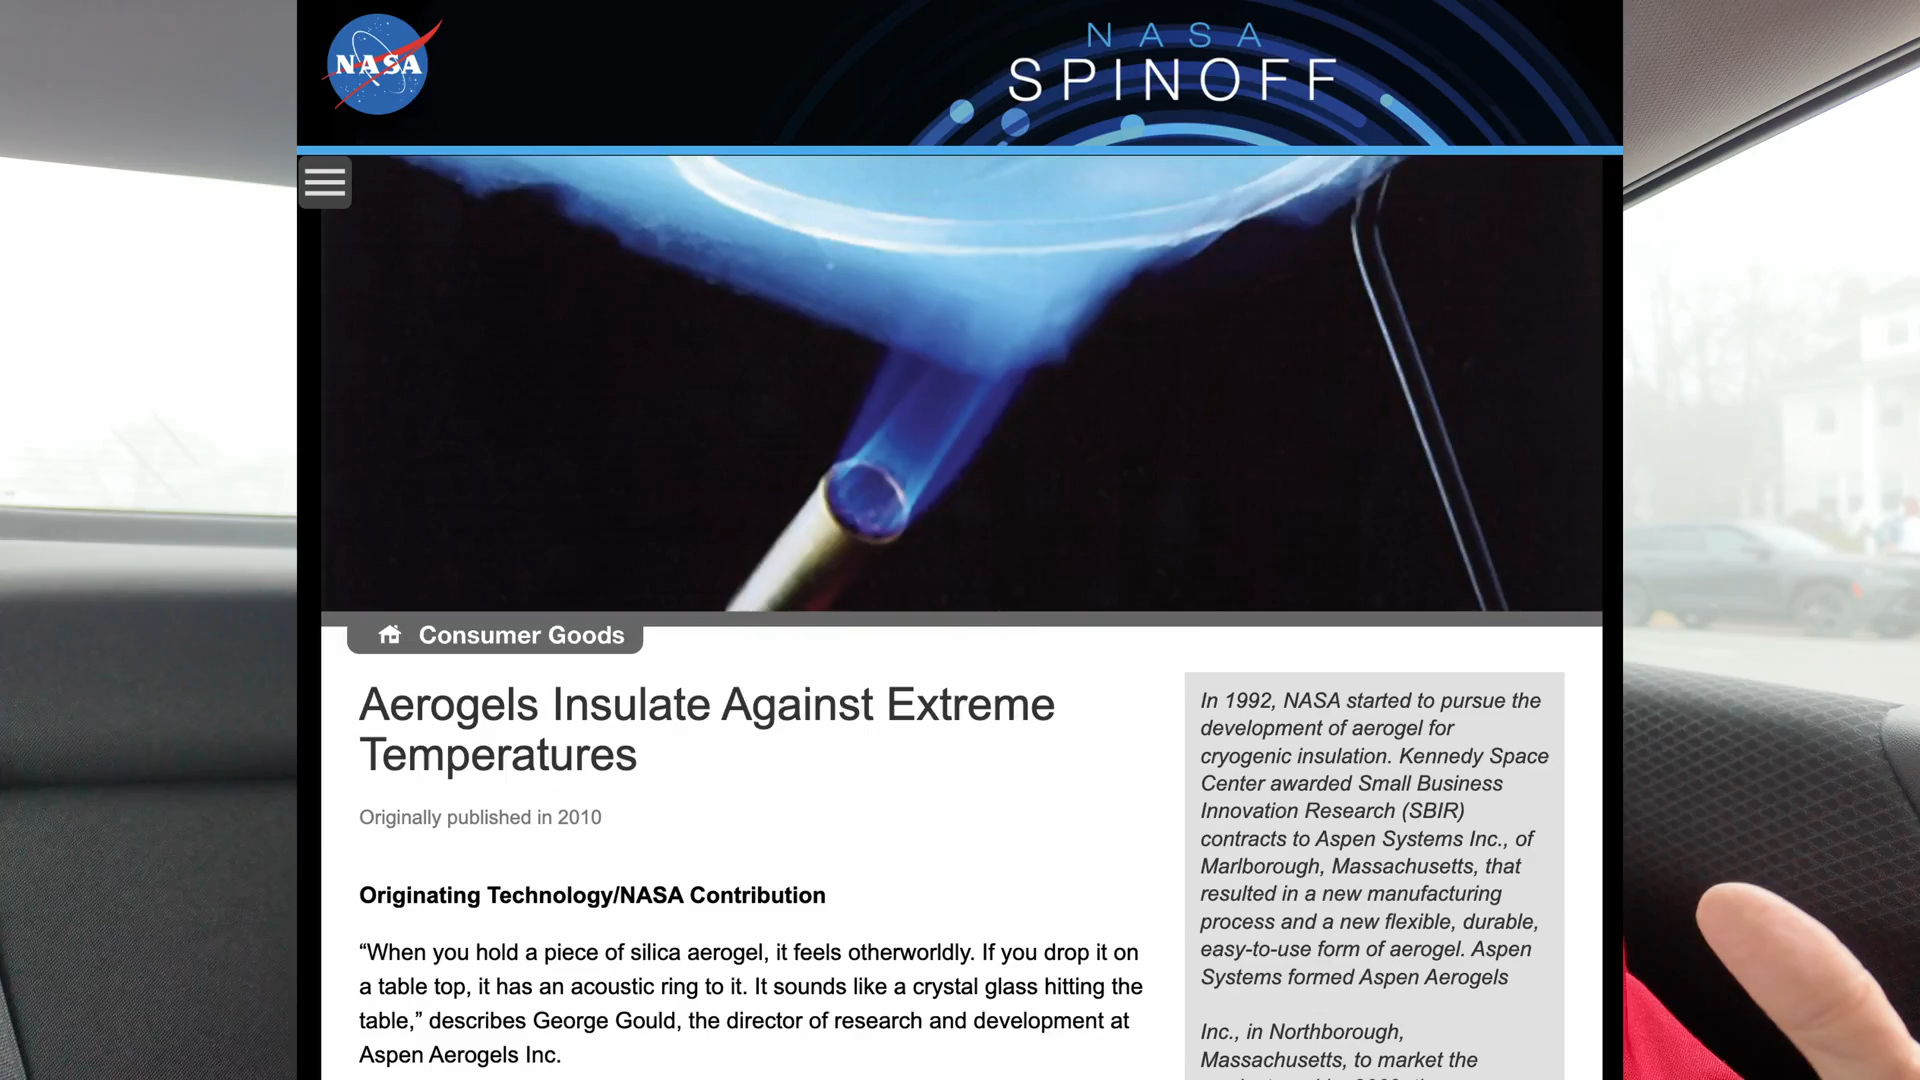 NASA
NASA
SPINOFF
Consumer Goods
Aerogels Insulate Against Extreme
Temperatures
Originally published in 2010
Originating Technology/NASA Contribution
“When you hold a piece of silica aerogel, it feels otherworldly. If you drop it on
a table top, it has an acoustic ring to it. It sounds like a crystal glass hitting the
table,” describes George Gould, the director of research and development at
Aspen Aerogels Inc.
In 1992, NASA started to pursue the
development of aerogel for
cryogenic insulation. Kennedy Space
Center awarded Small Business
Innovation Research (SBIR)
contracts to Aspen Systems Inc., of
Marlborough, Massachusetts, that
resulted in a new manufacturing
process and a new flexible, durable,
easy-to-use form of aerogel. Aspen
Systems formed Aspen Aerogels
Inc., in Northborough,
Massachusetts, to market the